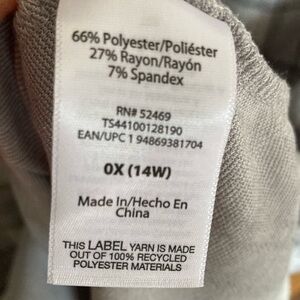 66% Polyester/Poliéster
27% Rayon/Rayón
7% Spandex
RN# 52469
TS44100128190
EAN/UPC 1 94869381704
0X (14W)
Made In/Hecho En
China
THIS LABEL YARN IS MADE
OUT OF 100% RECYCLED
POLYESTER MATERIALS